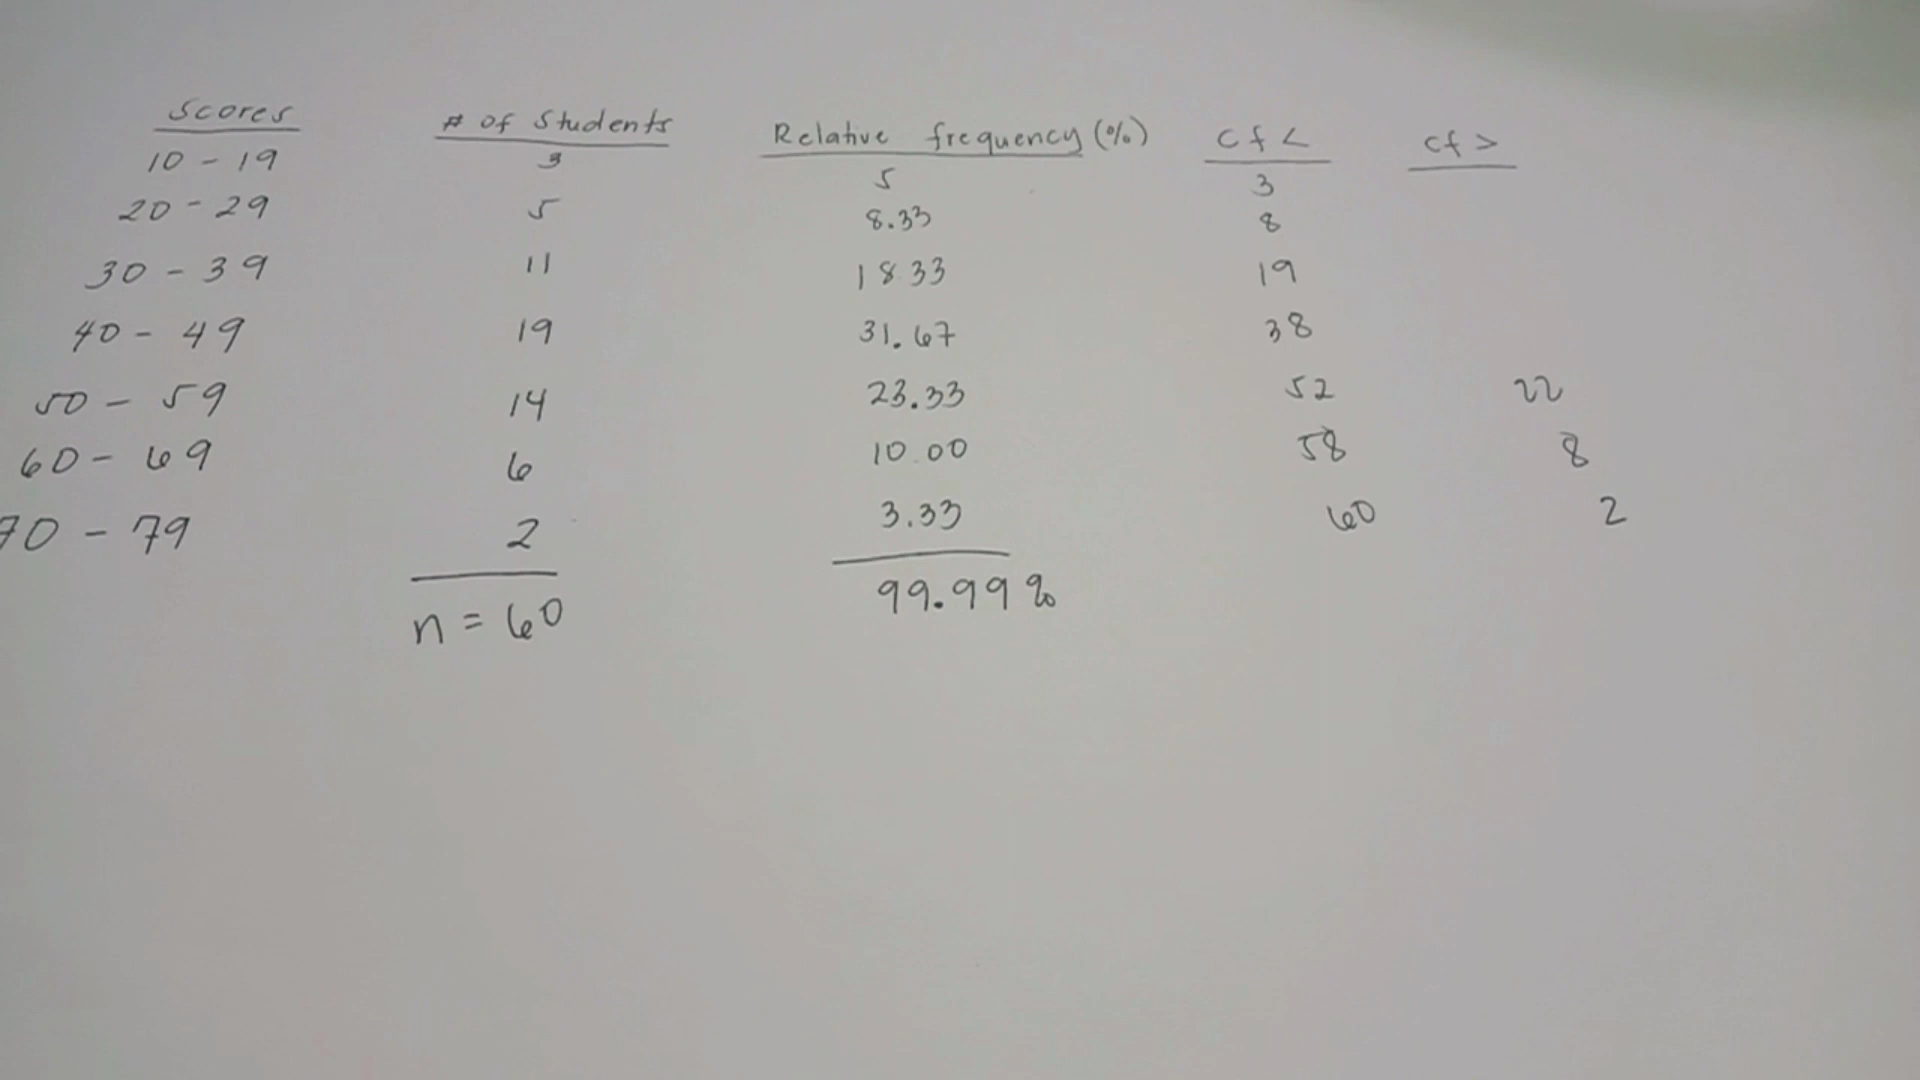 Scores # of Students Relative frequency (%) cf < cf >
10 - 19 3 5 3
20 - 29 5 8.33 8
30 - 39 11 18.33 19
40 - 49 19 31.67 38
50 - 59 14 23.33 52 22
60 - 69 6 10.00 58 8
70 - 79 2 3.33 60 2
n = 60 99.99 %